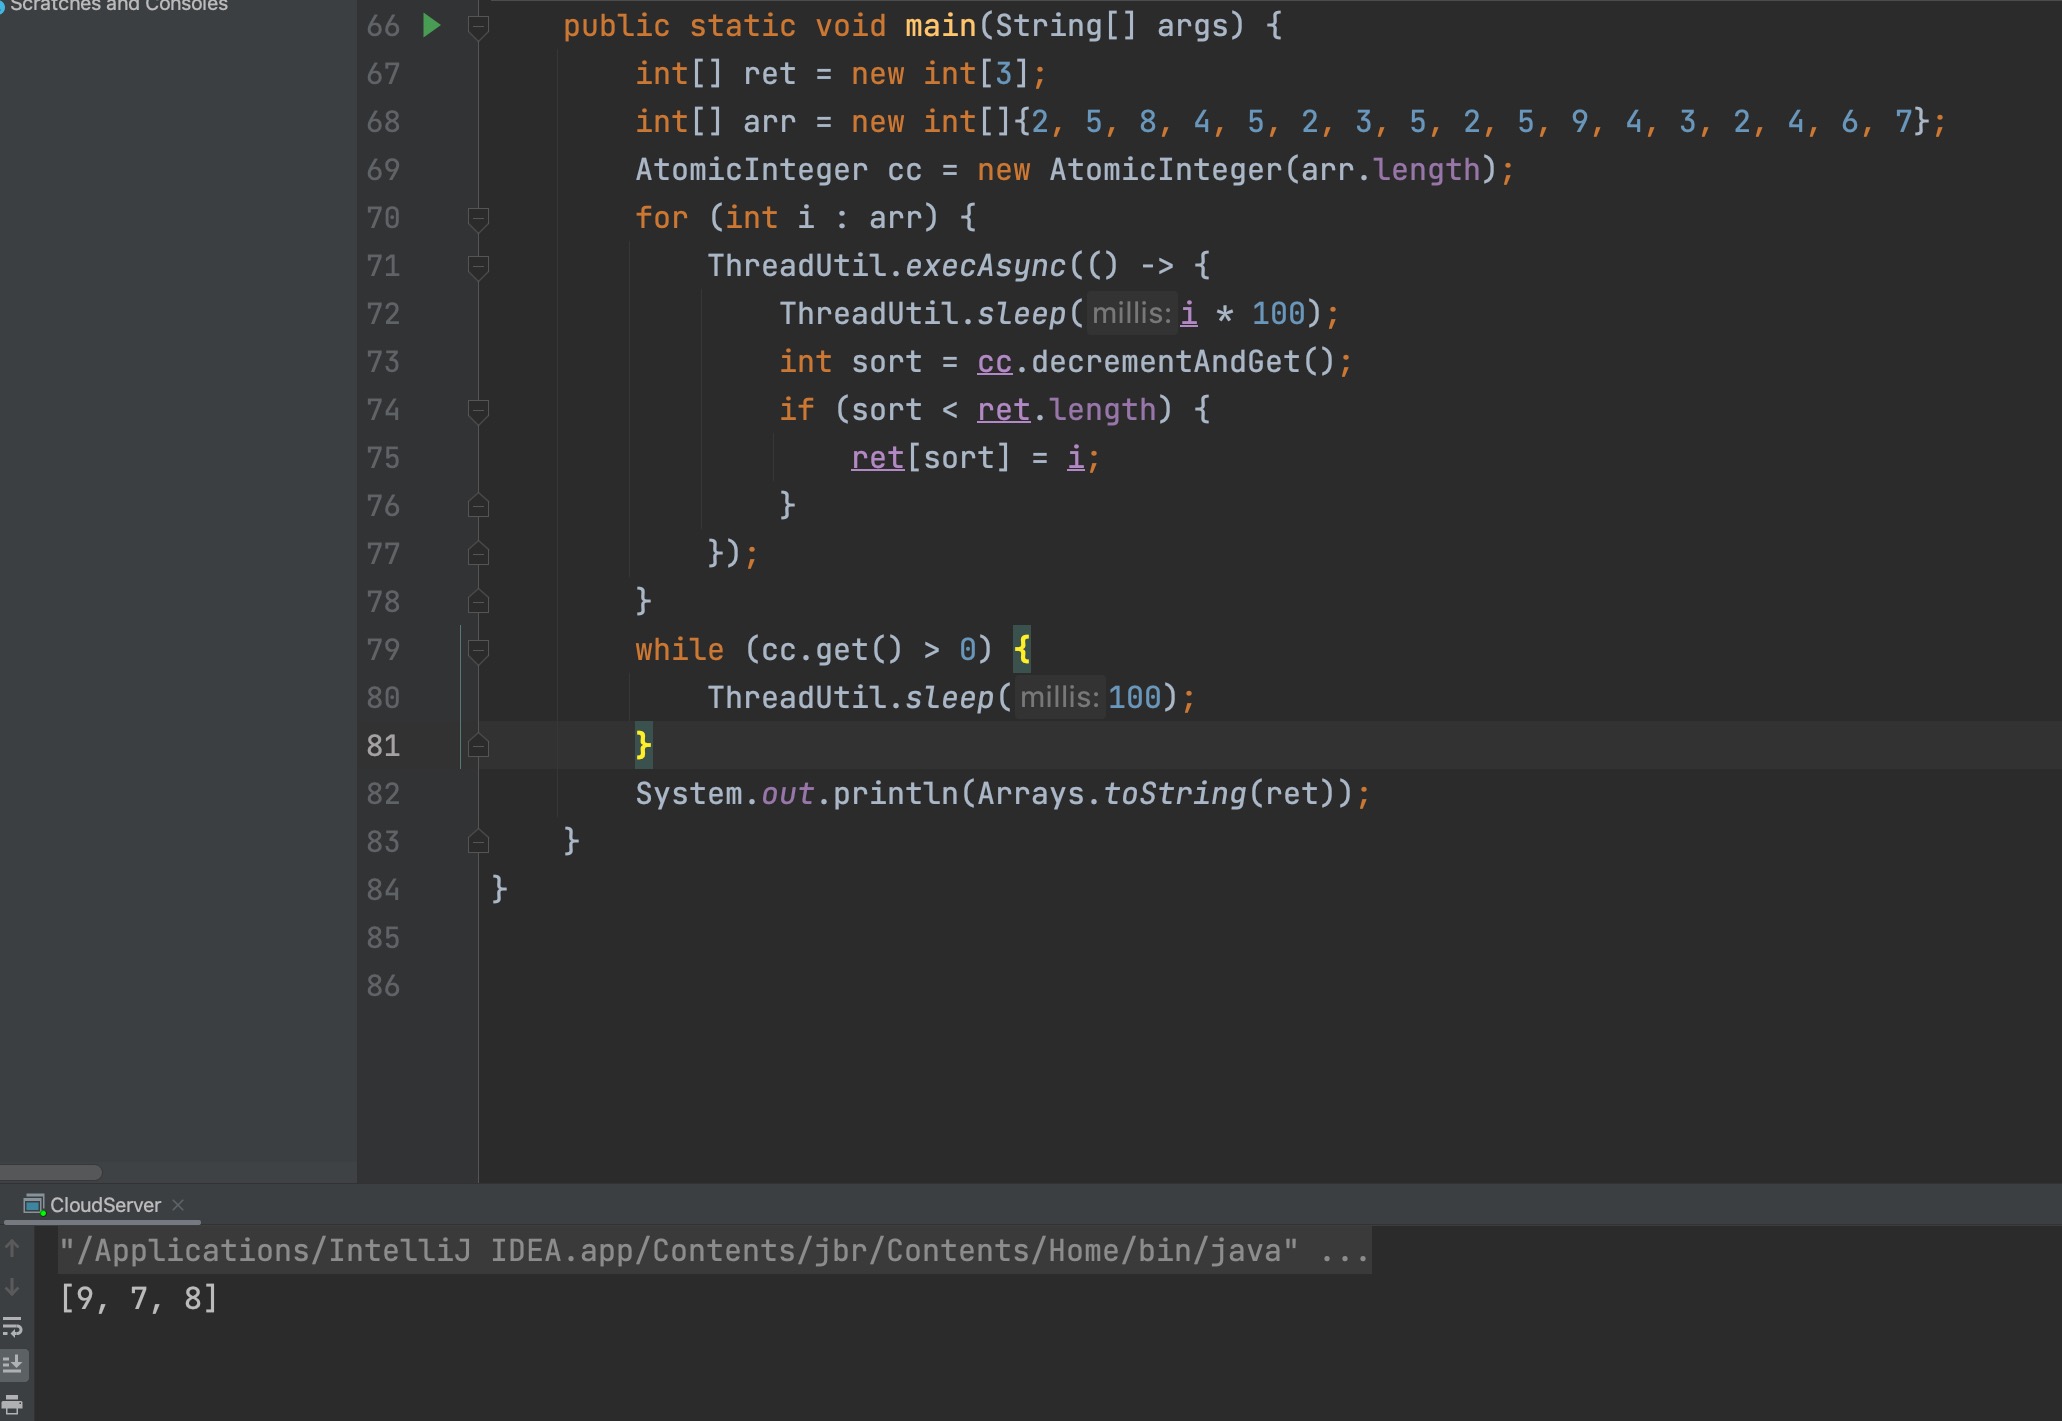 Scratches and Consoles
66 public static void main(String[] args) {
67 int[] ret = new int[3];
68 int[] arr = new int[]{2, 5, 8, 4, 5, 2, 3, 5, 2, 5, 9, 4, 3, 2, 4, 6, 7};
69 AtomicInteger cc = new AtomicInteger(arr.length);
70 for (int i : arr) {
71 ThreadUtil.execAsync(() -> {
72 ThreadUtil.sleep( millis: i * 100);
73 int sort = cc.decrementAndGet();
74 if (sort < ret.length) {
75 ret[sort] = i;
76 }
77 });
78 }
79 while (cc.get() > 0) {
80 ThreadUtil.sleep( millis: 100);
81 }
82 System.out.println(Arrays.toString(ret));
83 }
84 }
85
86
CloudServer
"/Applications/IntelliJ IDEA.app/Contents/jbr/Contents/Home/bin/java" ...
[9, 7, 8]